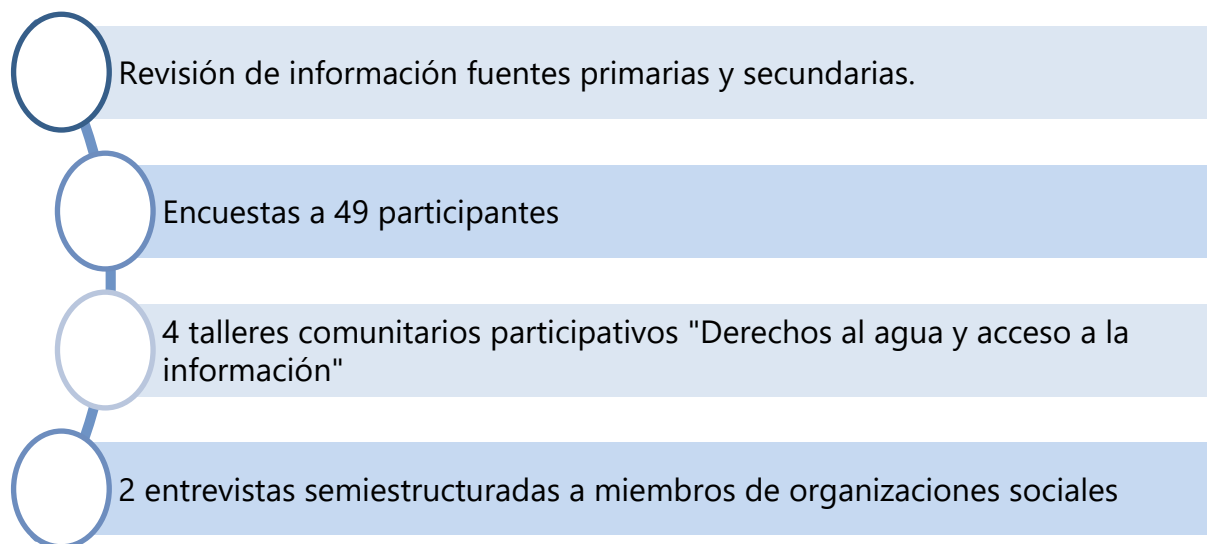 Revisión de información fuentes primarias y secundarias.
Encuestas a 49 participantes
4 talleres comunitarios participativos "Derechos al agua y acceso a la
información"
2 entrevistas semiestructuradas a miembros de organizaciones sociales